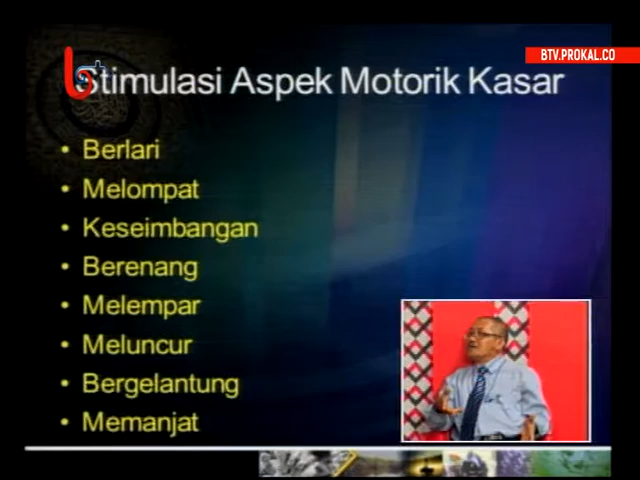 BTV.PROKAL.CO
Stimulasi Aspek Motorik Kasar
• Berlari
• Melompat
• Keseimbangan
• Berenang
• Melempar
• Meluncur
• Bergelantung
• Memanjat